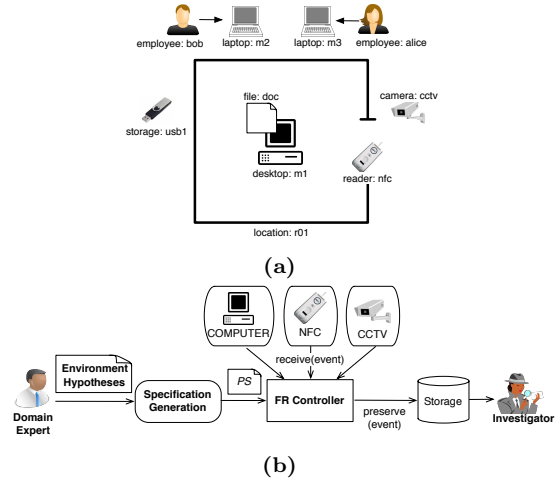 employee: bob
laptop: m2
laptop: m3
employee: alice
file: doc
camera: cctv
storage: usb1
desktop: m1
reader: nfc
location: r01
(a)
COMPUTER
NFC
CCTV
receive(event)
Environment
Hypotheses
Specification
Generation
PS
FR Controller
preserve
(event)
Storage
Domain
Expert
Investigator
(b)